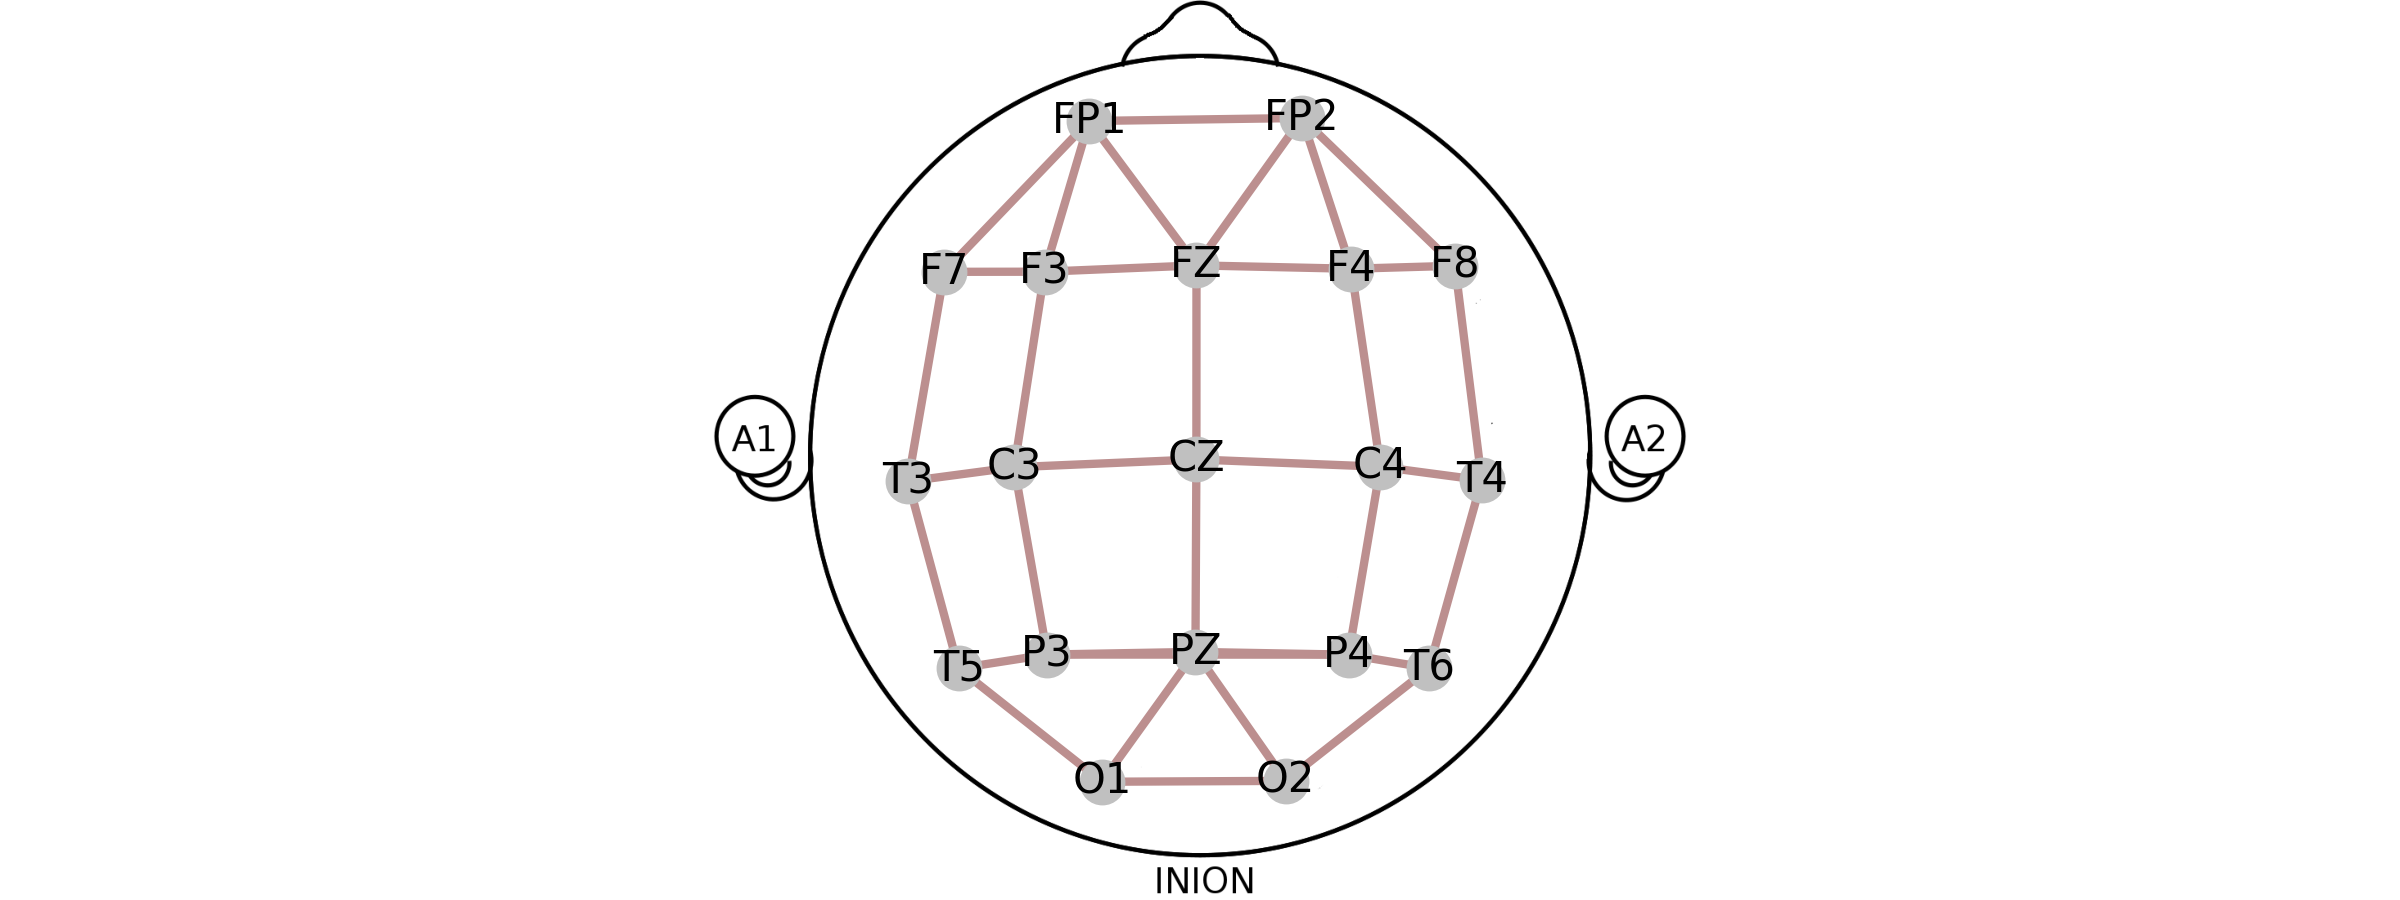 FP1 FP2
F7 F3 FZ F4 F8
A1 T3 C3 CZ C4 T4 A2
T5 P3 PZ P4 T6
O1 O2
INION